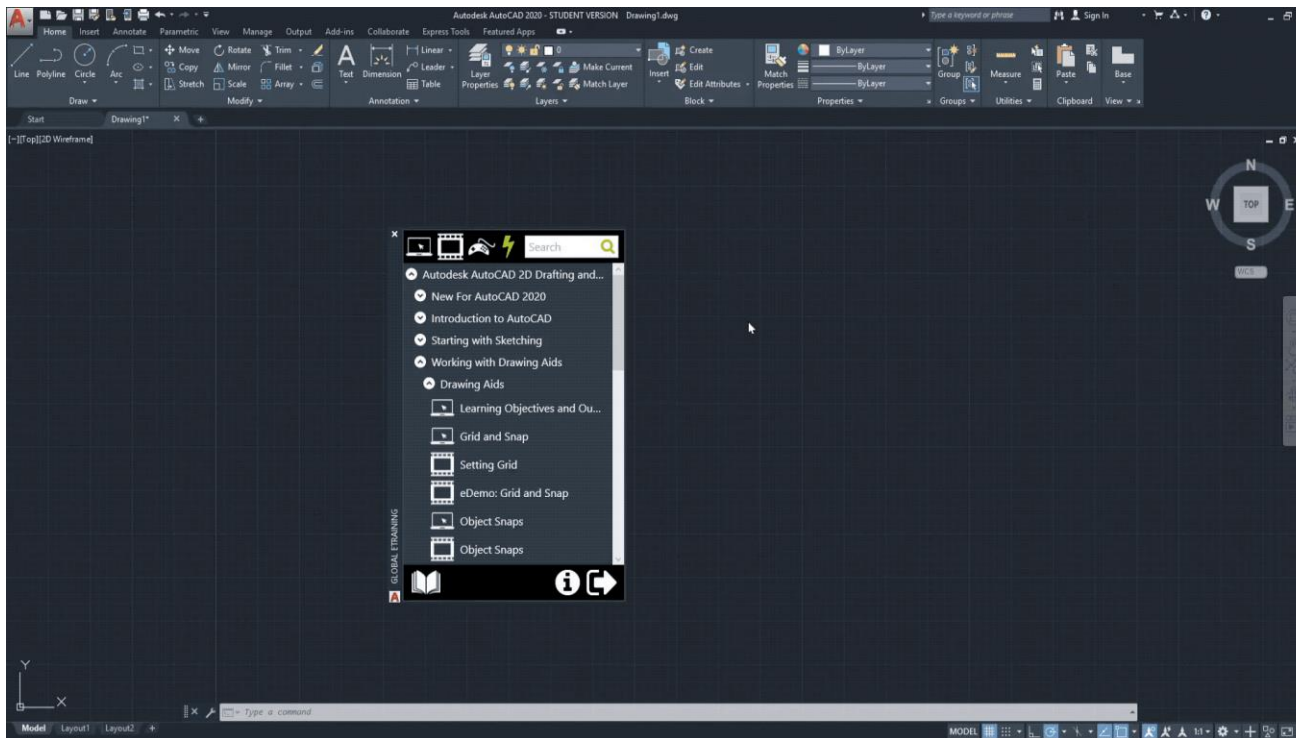 Autodesk AutoCAD 2020 - STUDENT VERSION Drawing1.dwg
Type a keyword or phrase
Sign In
Home Insert Annotate Parametric View Manage Output Add-ins Collaborate Express Tools Featured Apps
Line Polyline Circle Arc
Move Rotate Trim
Copy Mirror Fillet
Stretch Scale Array
Text Dimension
Linear
Leader
Table
Layer Properties
0
Make Current
Match Layer
Insert
Create
Edit
Edit Attributes
Match Properties
ByLayer
ByLayer
ByLayer
Group
Measure
Paste
Base
Draw Modify Annotation Layers Block Properties Groups Utilities Clipboard View
Start Drawing1* X +
[-][Top][2D Wireframe]
N
W TOP E
S
WCS
Search
Autodesk AutoCAD 2D Drafting and...
New For AutoCAD 2020
Introduction to AutoCAD
Starting with Sketching
Working with Drawing Aids
Drawing Aids
Learning Objectives and Ou...
Grid and Snap
Setting Grid
eDemo: Grid and Snap
Object Snaps
Object Snaps
GLOBAL ETRAINING
Y
X
Type a command
Model Layout1 Layout2 +
MODEL 1:1